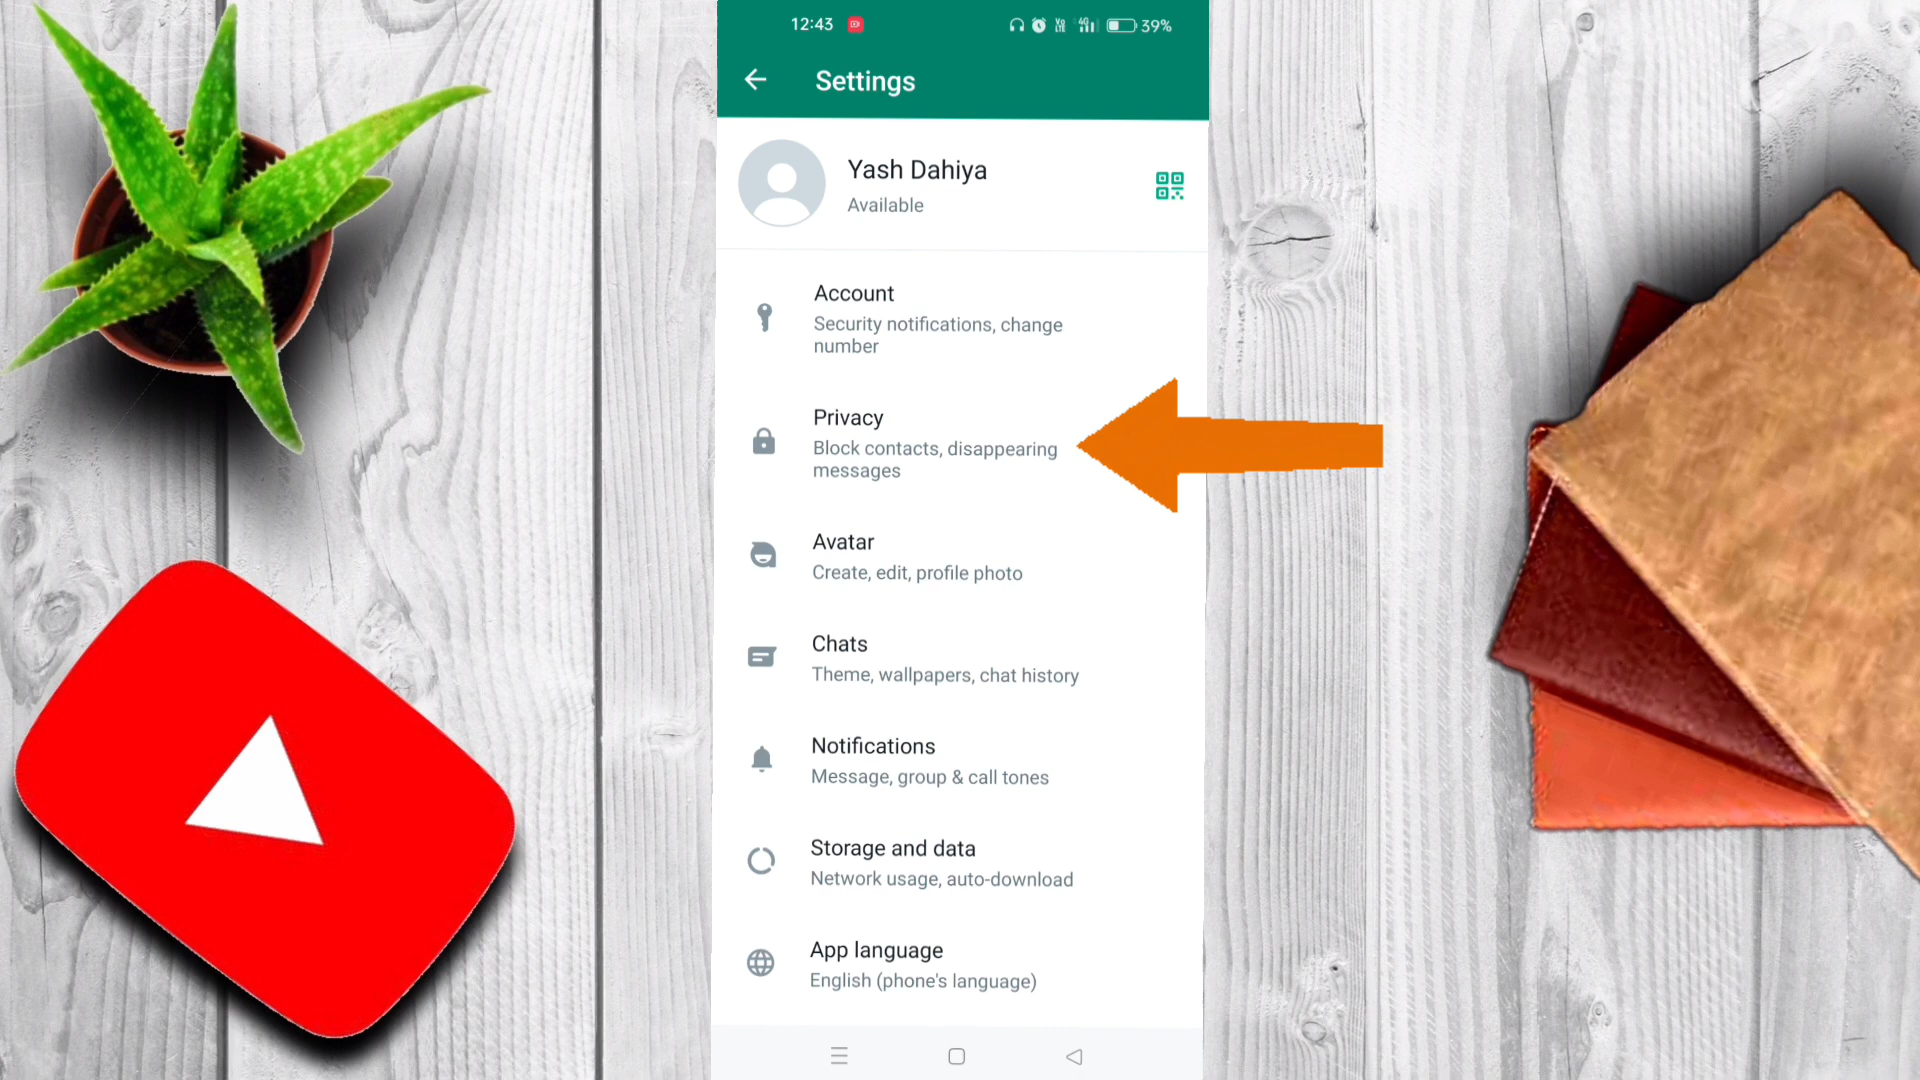 12:43 39%
Settings
Yash Dahiya
Available
Account
Security notifications, change
number
Privacy
Block contacts, disappearing
messages
Avatar
Create, edit, profile photo
Chats
Theme, wallpapers, chat history
Notifications
Message, group & call tones
Storage and data
Network usage, auto-download
App language
English (phone's language)